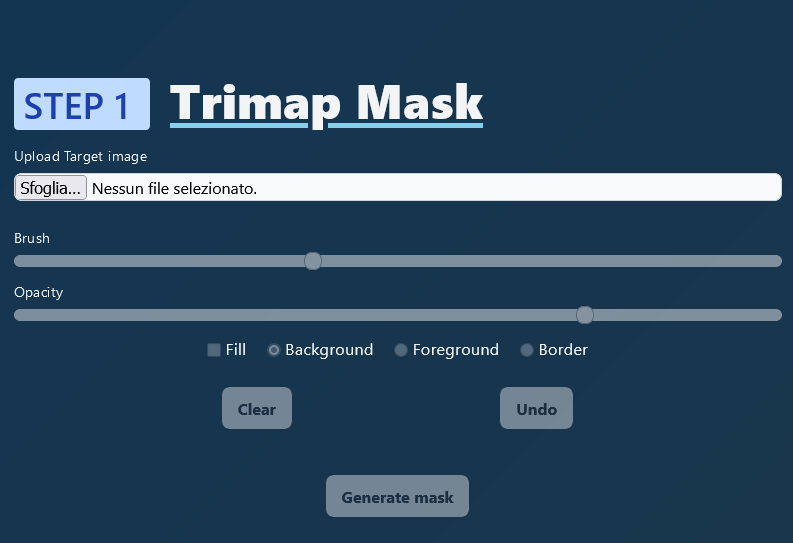 STEP 1 Trimap Mask
Upload Target image
Sfoglia... Nessun file selezionato.
Brush
Opacity
Fill Background Foreground Border
Clear Undo
Generate mask